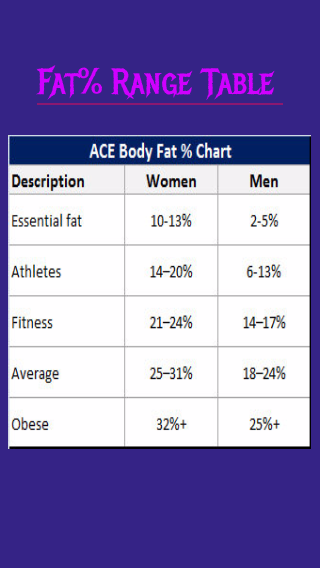 Fat% Range Table
ACE Body Fat % Chart
Description Women Men
Essential fat 10-13% 2-5%
Athletes 14–20% 6-13%
Fitness 21–24% 14–17%
Average 25–31% 18–24%
Obese 32%+ 25%+